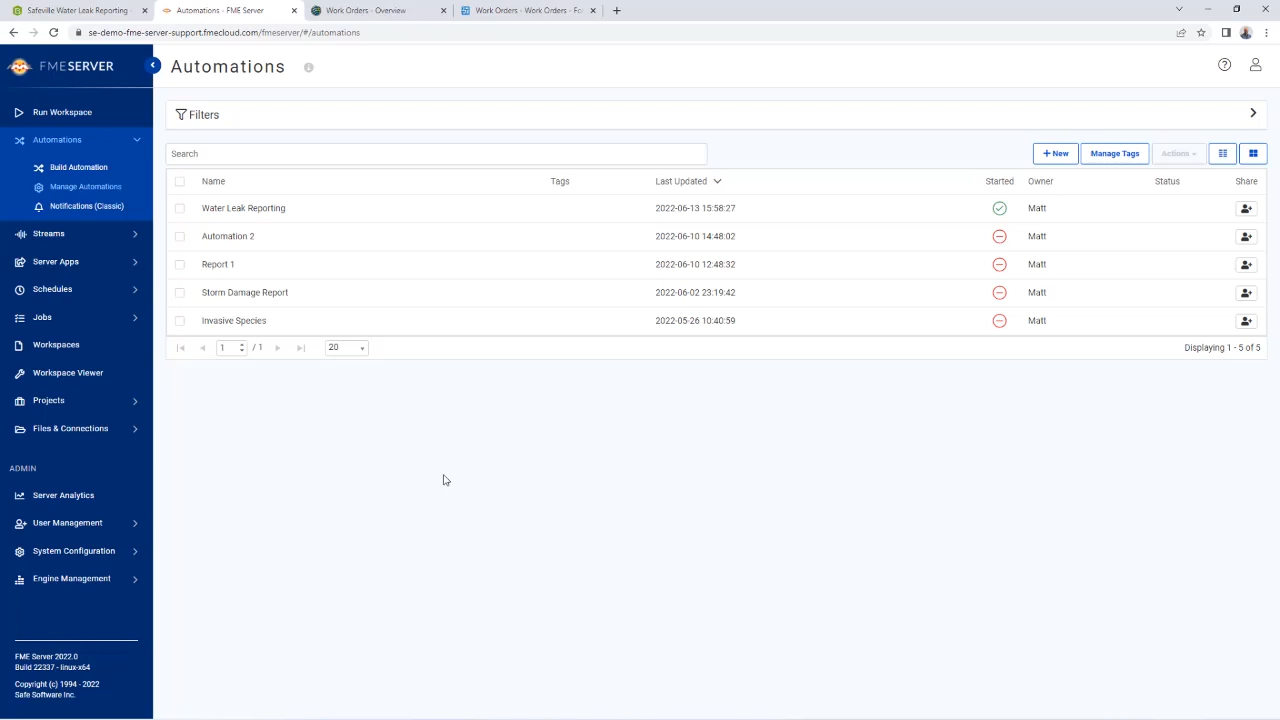 Safeville Water Leak Reporting
Automations - FME Server
Work Orders - Overview
Work Orders - Work Orders - Fo
se-demo-fme-server-support.fmecloud.com/fmeserver/#/automations
FMESERVER
Automations
Run Workspace
Automations
Build Automation
Manage Automations
Notifications (Classic)
Streams
Server Apps
Schedules
Jobs
Workspaces
Workspace Viewer
Projects
Files & Connections
ADMIN
Server Analytics
User Management
System Configuration
Engine Management
FME Server 2022.0
Build 22337 - linux-x64
Copyright (c) 1994 - 2022
Safe Software Inc.
Filters
Search
+ New
Manage Tags
Actions
Name Tags Last Updated Started Owner Status Share
Water Leak Reporting 2022-06-13 15:58:27 Matt
Automation 2 2022-06-10 14:48:02 Matt
Report 1 2022-06-10 12:48:32 Matt
Storm Damage Report 2022-06-02 23:19:42 Matt
Invasive Species 2022-05-26 10:40:59 Matt
1 / 1 20 Displaying 1 - 5 of 5